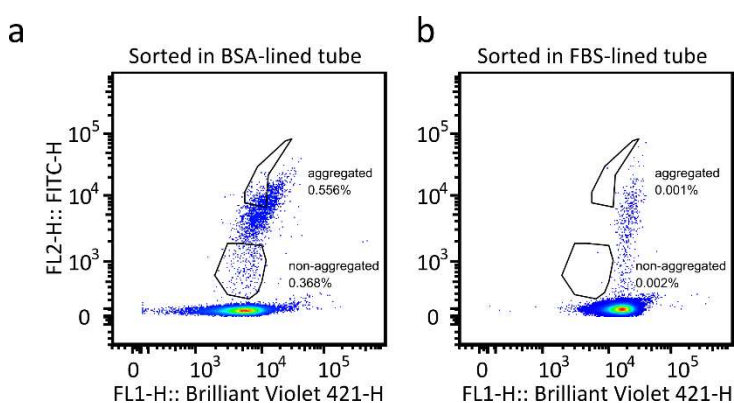 a
Sorted in BSA-lined tube
FL2-H:: FITC-H
10^5
10^4
10^3
0
aggregated
0.556%
non-aggregated
0.368%
0 10^3 10^4 10^5
FL1-H:: Brilliant Violet 421-H
b
Sorted in FBS-lined tube
10^5
10^4
10^3
0
aggregated
0.001%
non-aggregated
0.002%
0 10^3 10^4 10^5
FL1-H:: Brilliant Violet 421-H